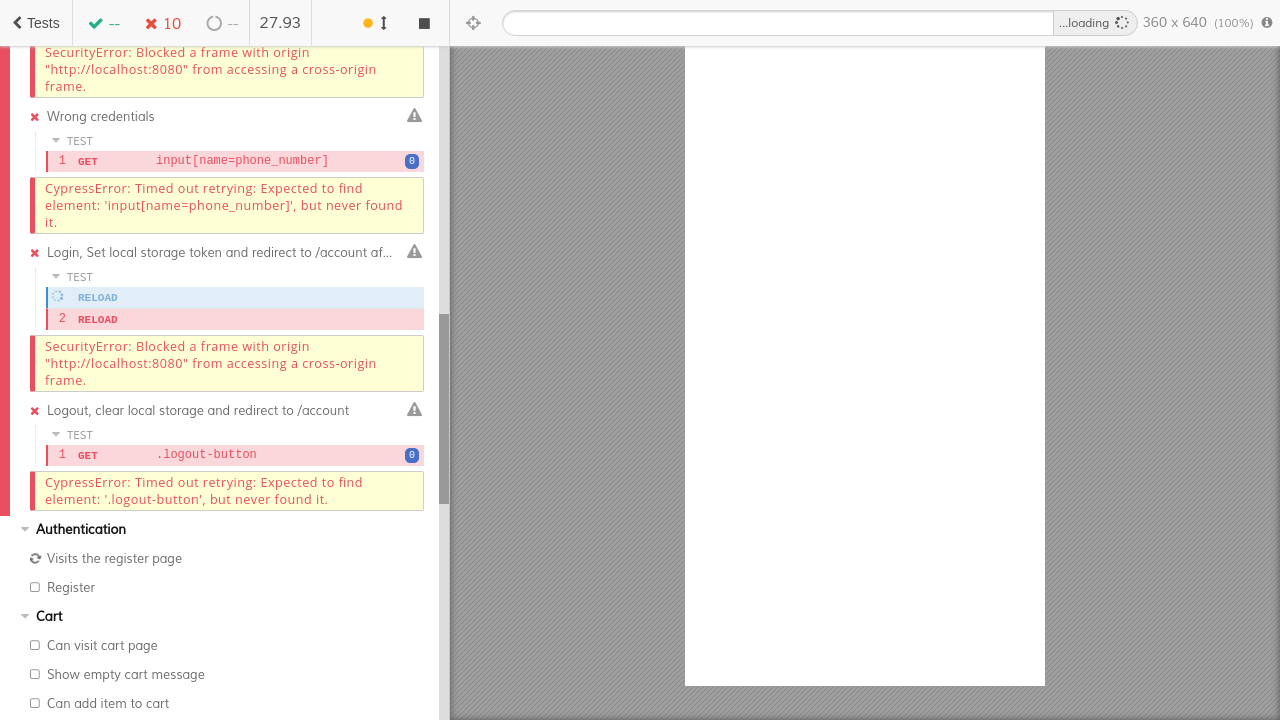 Tests
--
10
--
27.93
...loading
360 x 640 (100%)
SecurityError: Blocked a frame with origin
"http://localhost:8080" from accessing a cross-origin
frame.
Wrong credentials
TEST
1 GET input[name=phone_number] 0
CypressError: Timed out retrying: Expected to find
element: 'input[name=phone_number]', but never found
it.
Login, Set local storage token and redirect to /account af...
TEST
RELOAD
2 RELOAD
SecurityError: Blocked a frame with origin
"http://localhost:8080" from accessing a cross-origin
frame.
Logout, clear local storage and redirect to /account
TEST
1 GET .logout-button 0
CypressError: Timed out retrying: Expected to find
element: '.logout-button', but never found it.
Authentication
Visits the register page
Register
Cart
Can visit cart page
Show empty cart message
Can add item to cart